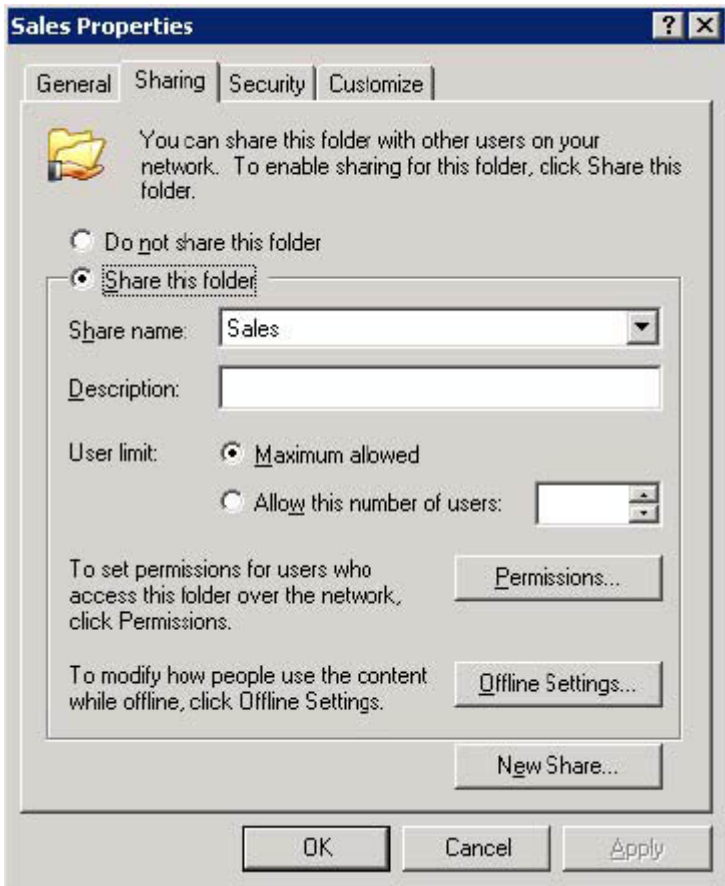 Sales Properties
General Sharing Security Customize
You can share this folder with other users on your
network. To enable sharing for this folder, click Share this
folder.
Do not share this folder
Share this folder
Share name: Sales
Description:
User limit: Maximum allowed
Allow this number of users:
To set permissions for users who
access this folder over the network,
click Permissions.
Permissions...
To modify how people use the content
while offline, click Offline Settings.
Offline Settings...
New Share...
OK Cancel Apply